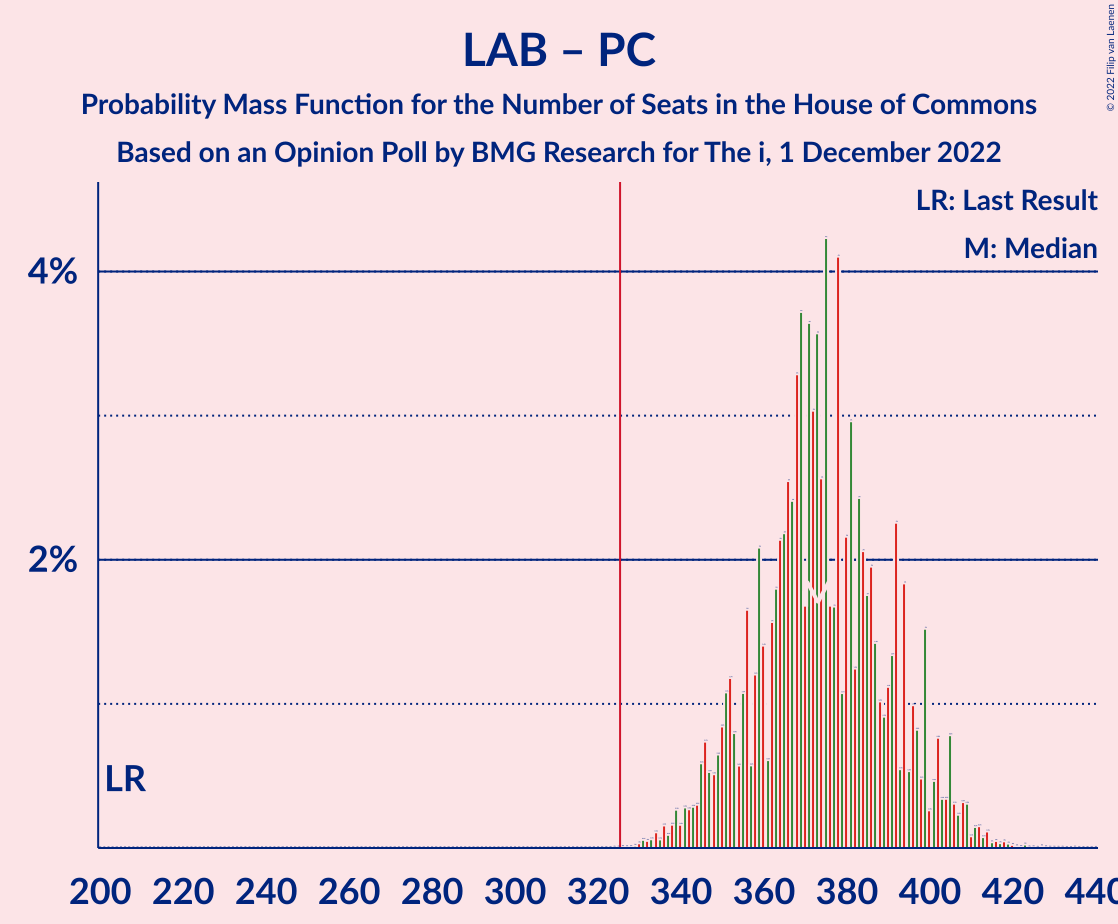 LAB – PC
Probability Mass Function for the Number of Seats in the House of Commons
Based on an Opinion Poll by BMG Research for The i, 1 December 2022
© 2022 Filip van Laenen
LR: Last Result
M: Median
4%
2%
LR
200 220 240 260 280 300 320 340 360 380 400 420 440